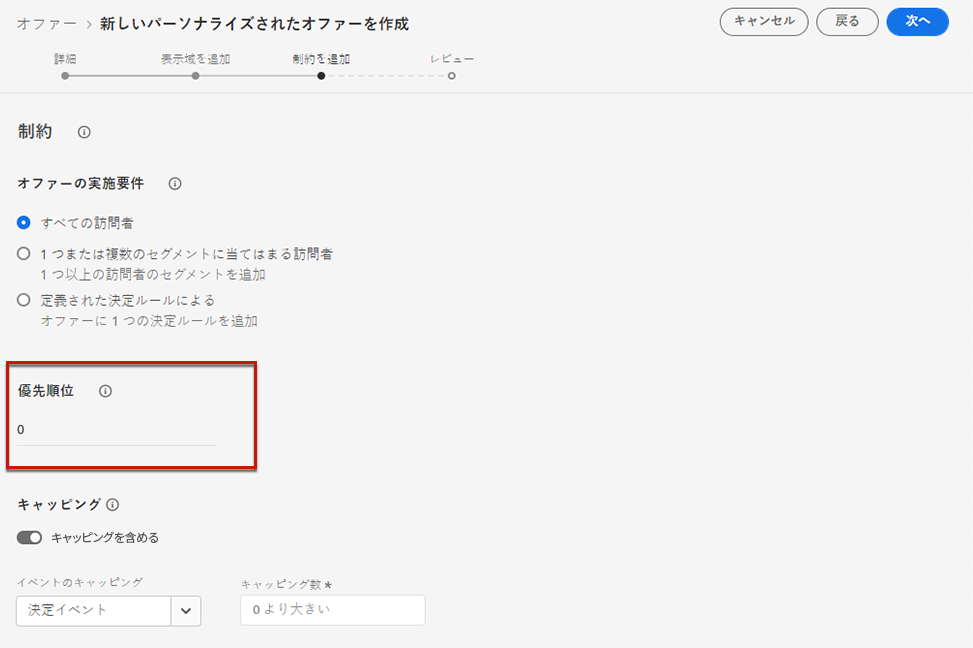 オファー > 新しいパーソナライズされたオファーを作成
キャンセル
戻る
次へ
詳細
表示域を追加
制約を追加
レビュー
制約
オファーの実施要件
すべての訪問者
1 つまたは複数のセグメントに当てはまる訪問者
1 つ以上の訪問者のセグメントを追加
定義された決定ルールによる
オファーに 1 つの決定ルールを追加
優先順位
0
キャッピング
キャッピングを含める
イベントのキャッピング
キャッピング数 *
決定イベント
0 より大きい